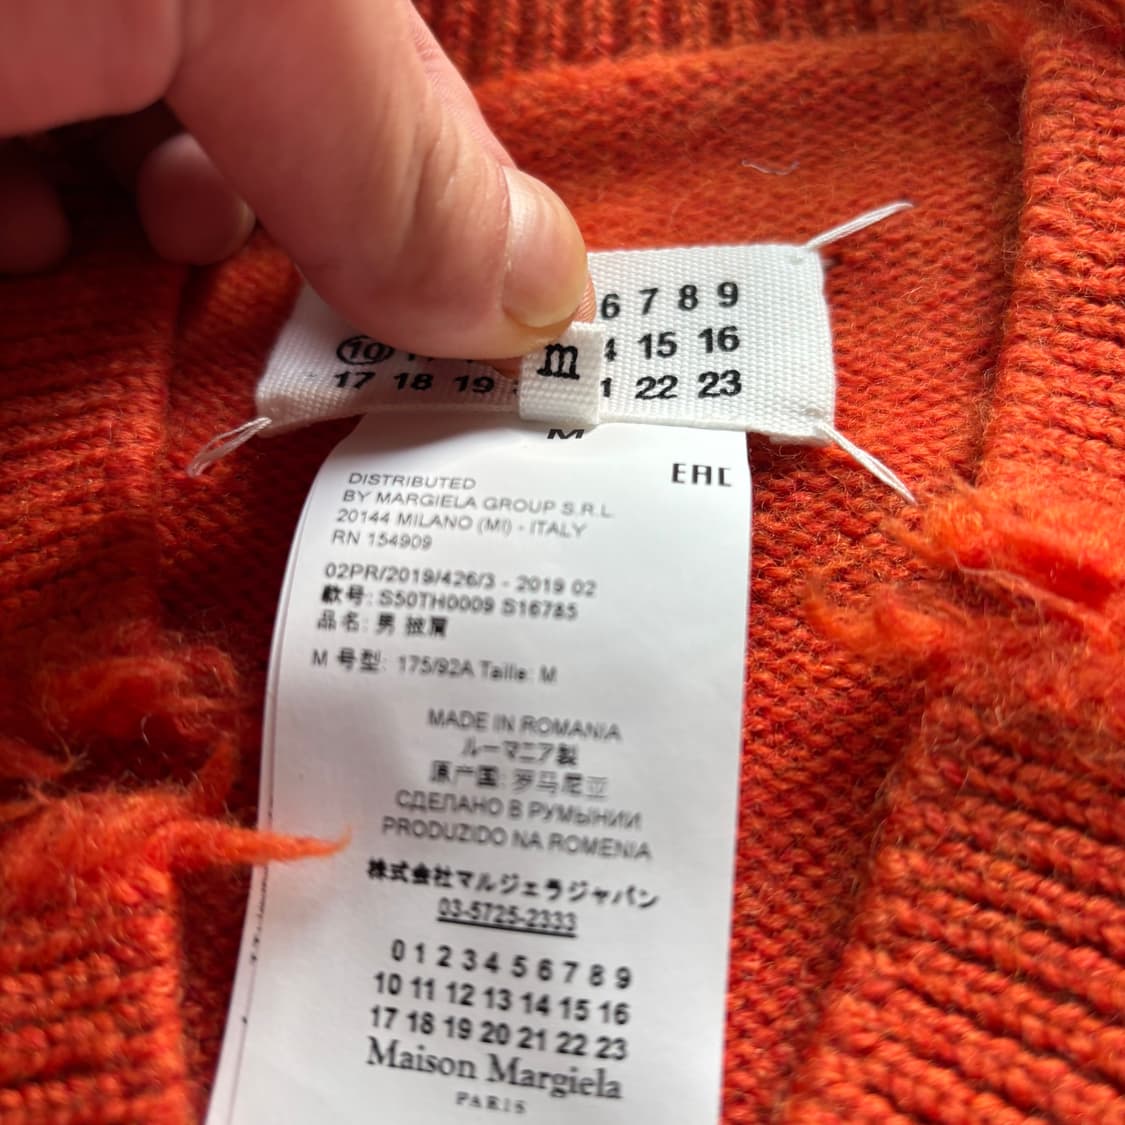 6 7 8 9
10 15 16
17 18 19 22 23
m
M
EAC
DISTRIBUTED
BY MARGIELA GROUP S.R.L
20144 MILANO (MI) - ITALY
RN 154909
02PR/2019/426/3 - 2019 02
款号: S50TH0009 S16785
品名: 男 披肩
M 号型: 175/92A Taille: M
MADE IN ROMANIA
ルーマニア製
原产国: 罗马尼亚
СДЕЛАНО В РУМЫНИИ
PRODUZIDO NA ROMENIA
株式会社マルジェラジャパン
03-5725-2333
0 1 2 3 4 5 6 7 8 9
10 11 12 13 14 15 16
17 18 19 20 21 22 23
Maison Margiela
PARIS